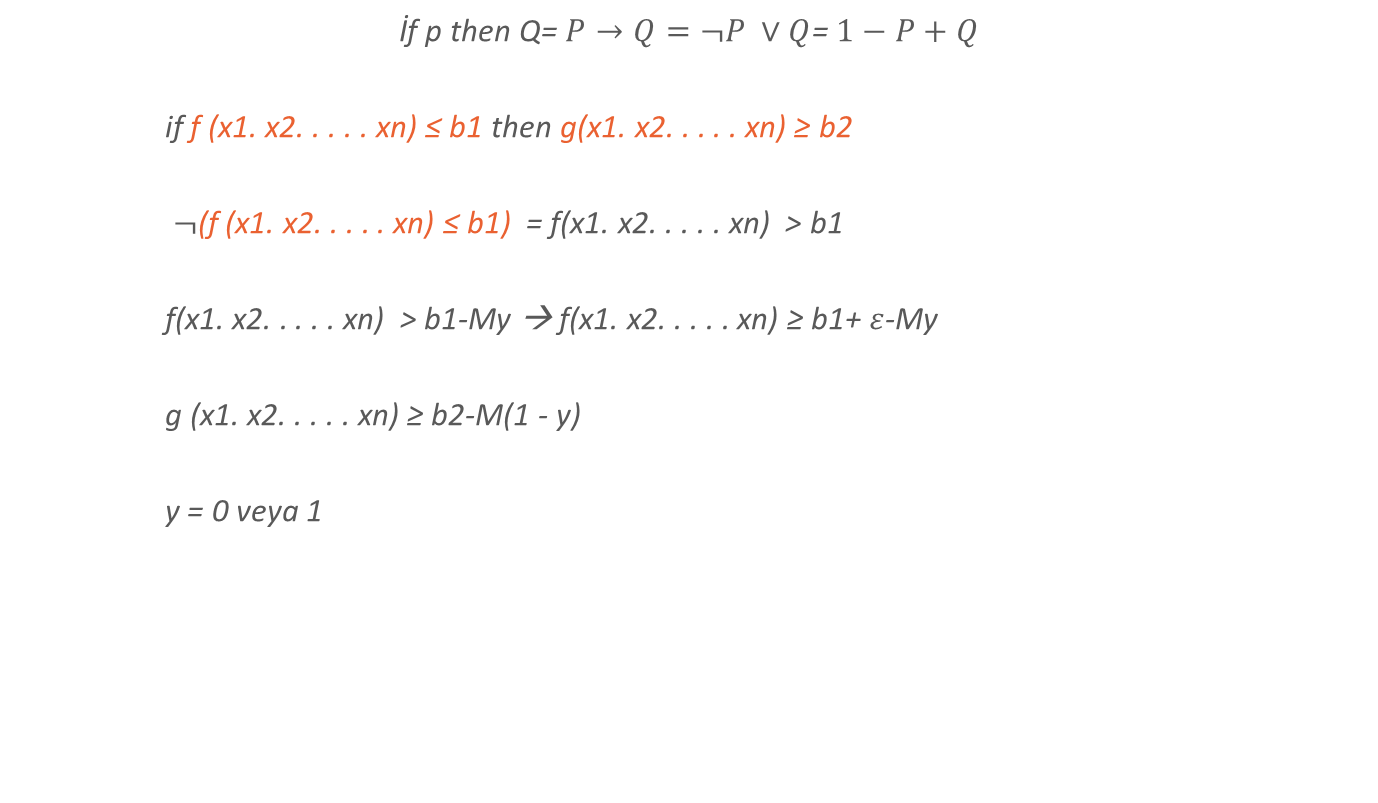 İf p then Q= 𝑃 → 𝑄 = ¬𝑃 ∨ 𝑄= 1 − 𝑃 + 𝑄
if f (x1. x2. . . . . xn) ≤ b1 then g(x1. x2. . . . . xn) ≥ b2
¬(f (x1. x2. . . . . xn) ≤ b1) = f(x1. x2. . . . . xn) > b1
f(x1. x2. . . . . xn) > b1-My → f(x1. x2. . . . . xn) ≥ b1+ 𝜀-My
g (x1. x2. . . . . xn) ≥ b2-M(1 - y)
y = 0 veya 1